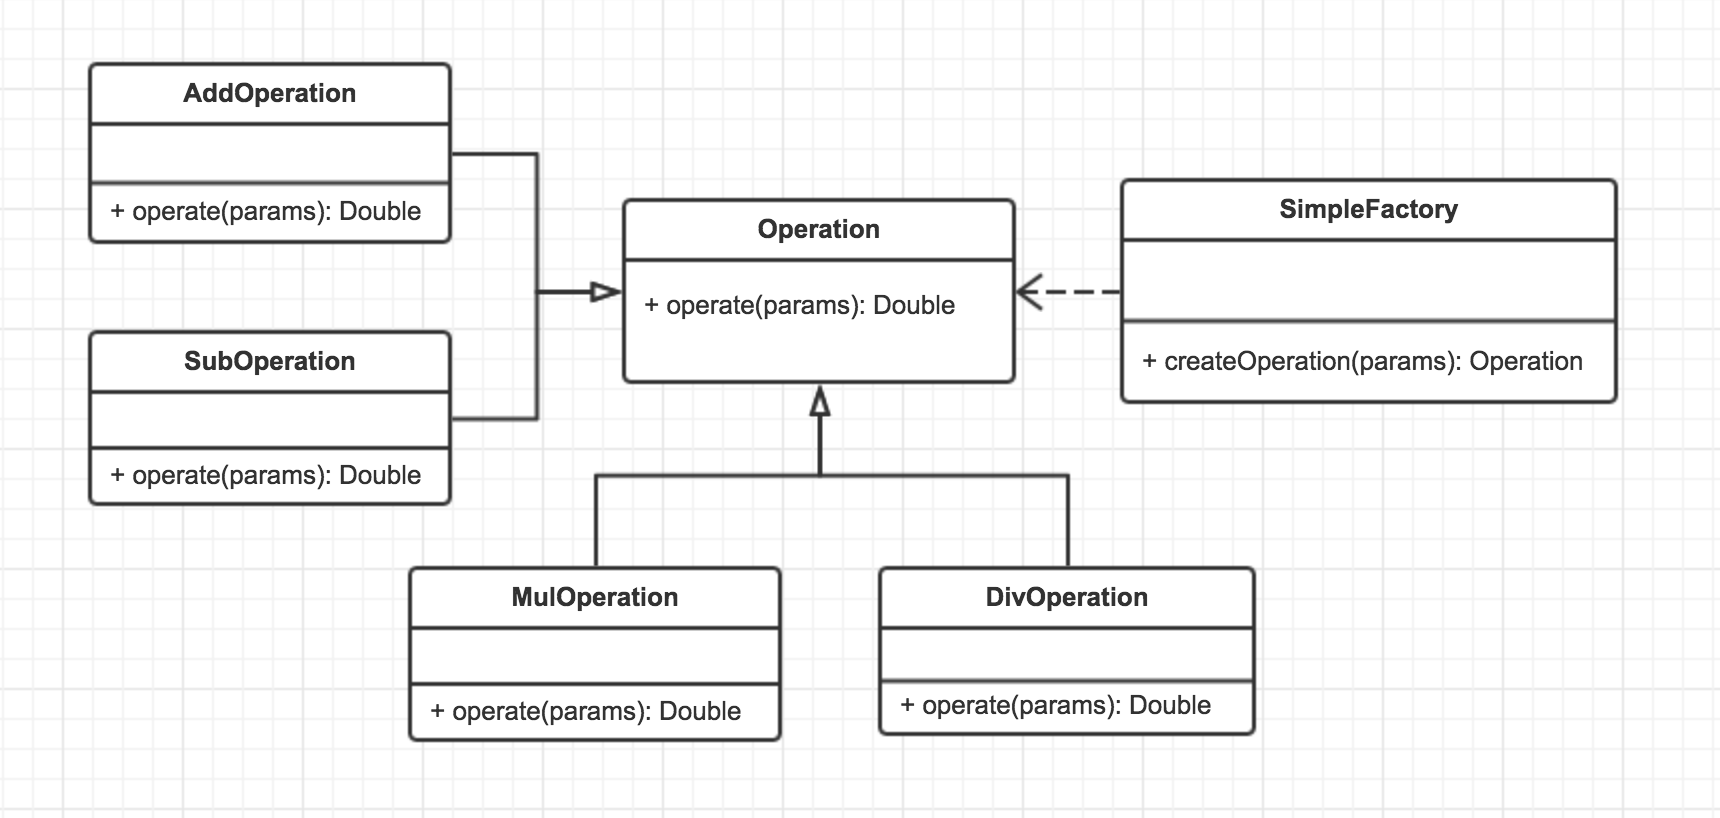 AddOperation
+ operate(params): Double
SubOperation
+ operate(params): Double
Operation
+ operate(params): Double
SimpleFactory
+ createOperation(params): Operation
MulOperation
+ operate(params): Double
DivOperation
+ operate(params): Double